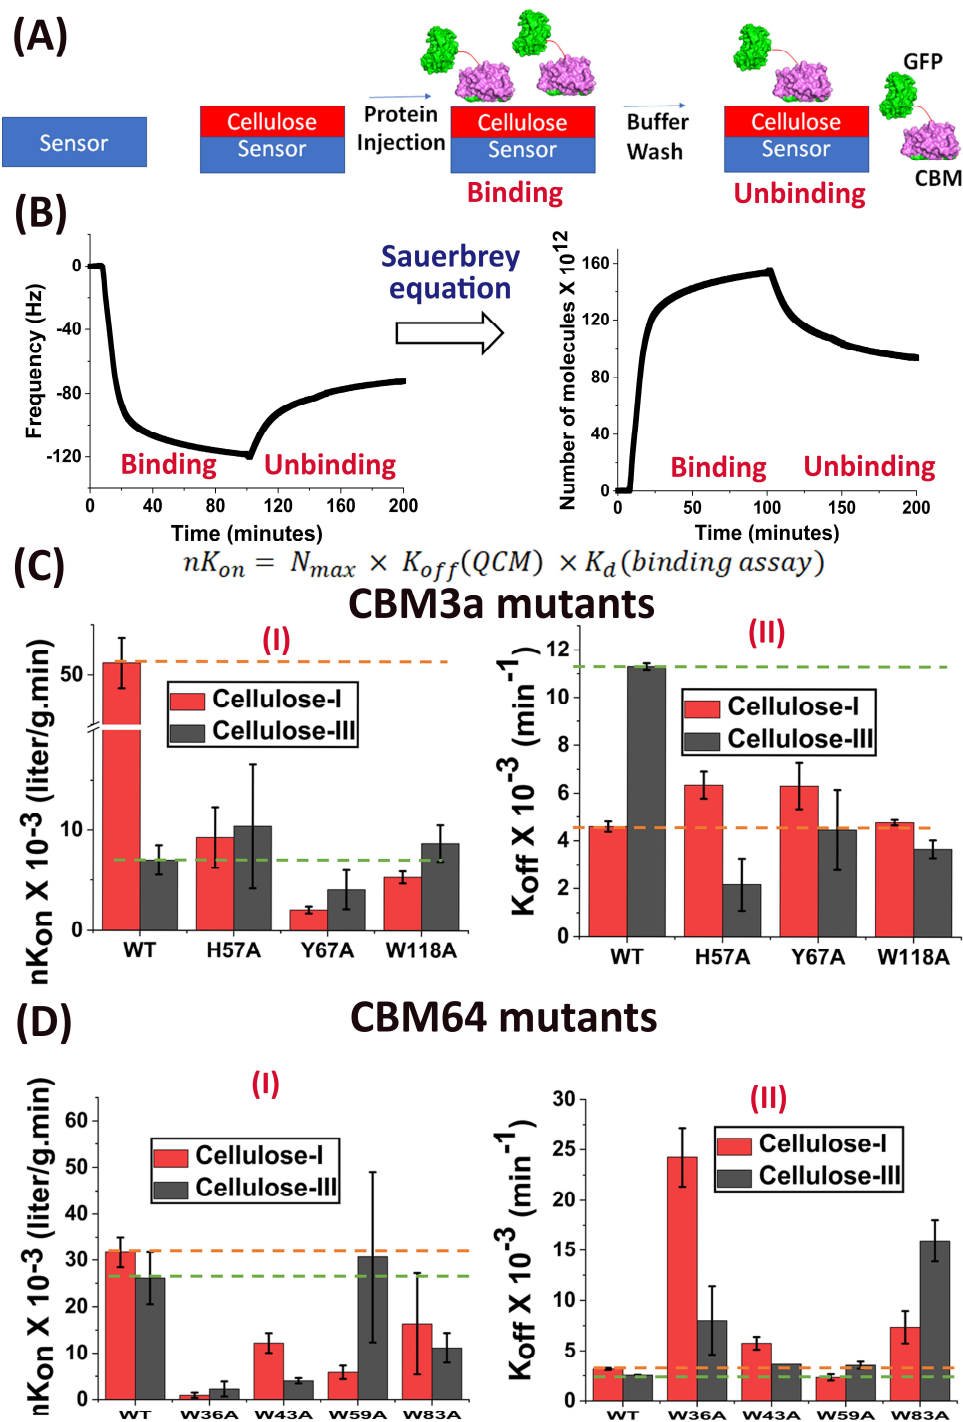 (A)
Sensor
Cellulose
Sensor
Protein
Injection
Cellulose
Sensor
Binding
Buffer
Wash
Cellulose
Sensor
Unbinding
GFP
CBM
(B)
Frequency (Hz)
0
-40
-80
-120
Binding
Unbinding
0 40 80 120 160 200
Time (minutes)
Sauerbrey
equation
Number of molecules X 10^12
160
120
80
40
0
Binding
Unbinding
0 50 100 150 200
Time (minutes)
(C)
nK_on = N_max × K_off(QCM) × K_d(binding assay)
CBM3a mutants
(I)
nKon X 10-3 (liter/g.min)
50
10
0
Cellulose-I
Cellulose-III
WT H57A Y67A W118A
(II)
Koff X 10^-3 (min^-1)
12
10
8
6
4
2
0
Cellulose-I
Cellulose-III
WT H57A Y67A W118A
(D)
CBM64 mutants
(I)
nKon X 10-3 (liter/g.min)
60
50
40
30
20
10
0
Cellulose-I
Cellulose-III
WT W36A W43A W59A W83A
(II)
Koff X 10^-3 (min^-1)
30
25
20
15
10
5
0
Cellulose-I
Cellulose-III
WT W36A W43A W59A W83A